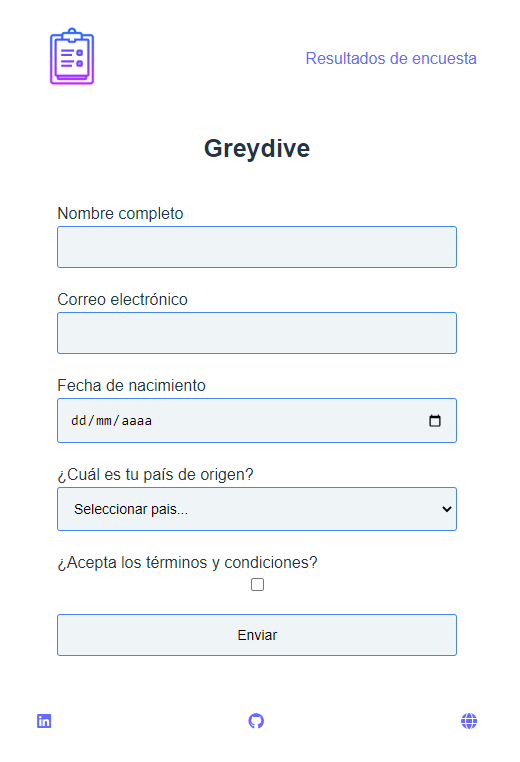 Resultados de encuesta
Greydive
Nombre completo
Correo electrónico
Fecha de nacimiento
dd/mm/aaaa
¿Cuál es tu país de origen?
Seleccionar pais...
¿Acepta los términos y condiciones?
Enviar